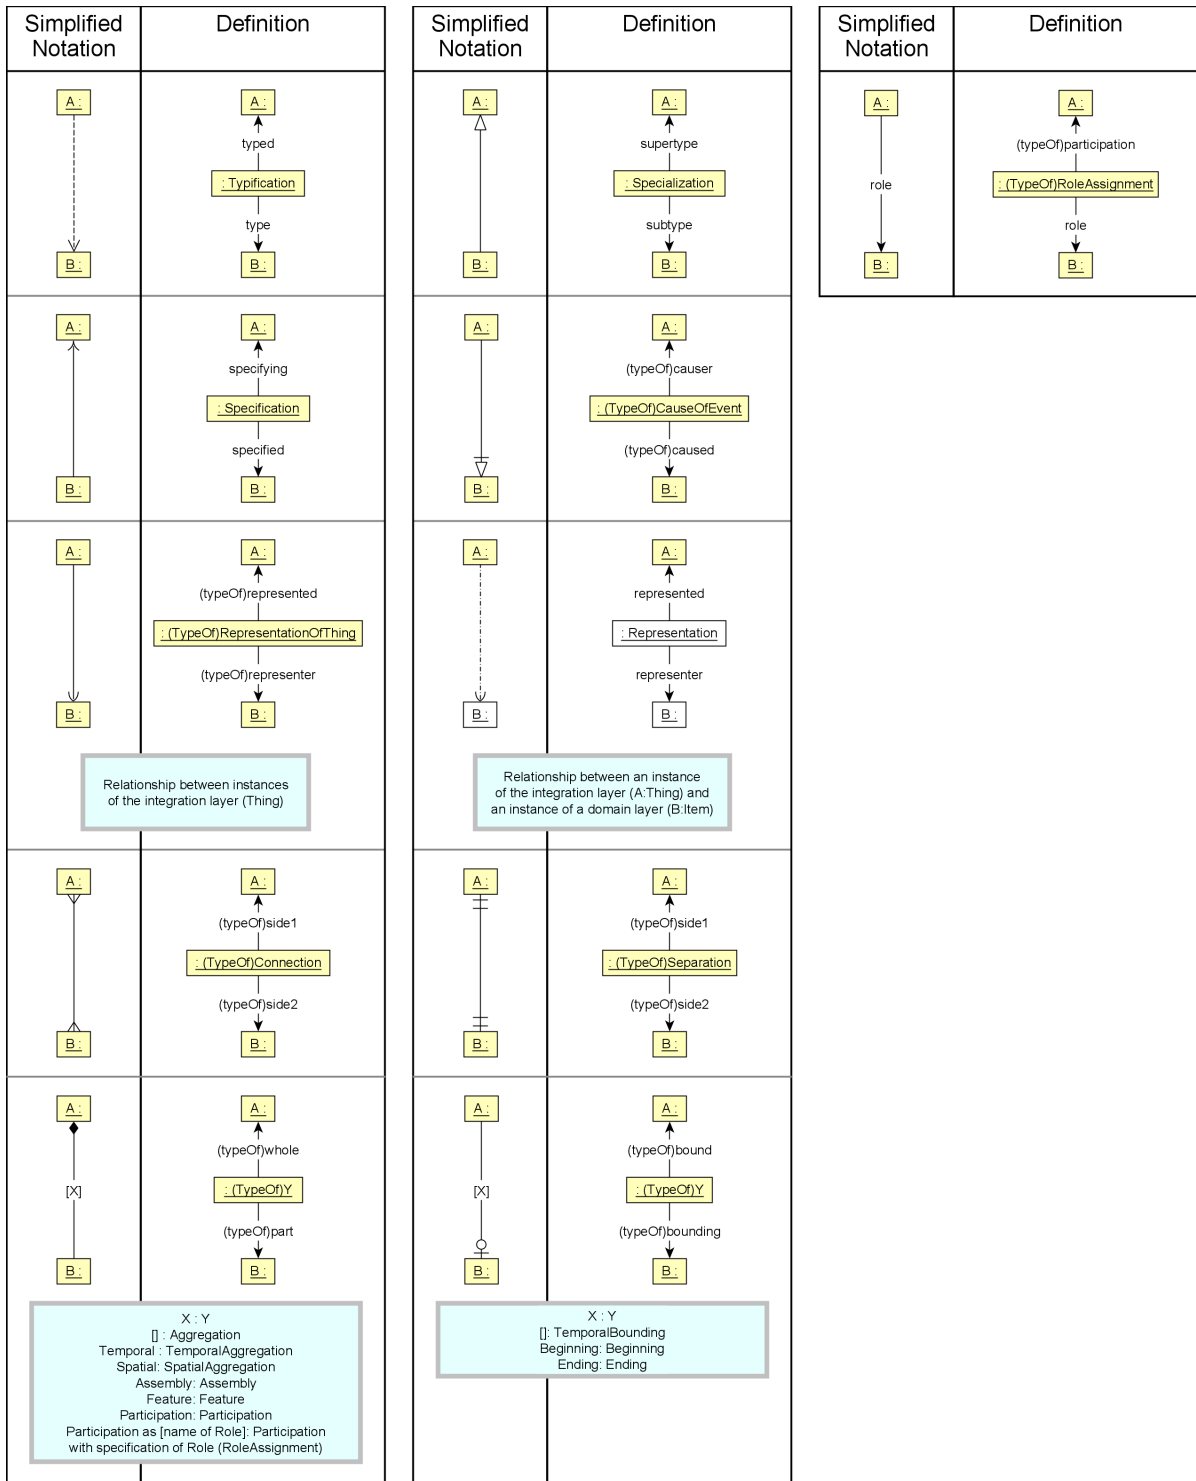 Simplified
Notation
Definition
A :
B :
A :
typed
: Typification
type
B :
A :
B :
A :
specifying
: Specification
specified
B :
A :
B :
A :
(typeOf)represented
: (TypeOf)RepresentationOfThing
(typeOf)representer
B :
Relationship between instances
of the integration layer (Thing)
A :
B :
A :
(typeOf)side1
: (TypeOf)Connection
(typeOf)side2
B :
A :
[X]
B :
A :
(typeOf)whole
: (TypeOf)Y
(typeOf)part
B :
X : Y
[] : Aggregation
Temporal : TemporalAggregation
Spatial: SpatialAggregation
Assembly: Assembly
Feature: Feature
Participation: Participation
Participation as [name of Role]: Participation
with specification of Role (RoleAssignment)
Simplified
Notation
Definition
A :
B :
A :
supertype
: Specialization
subtype
B :
A :
B :
A :
(typeOf)causer
: (TypeOf)CauseOfEvent
(typeOf)caused
B :
A :
B :
A :
represented
: Representation
representer
B :
Relationship between an instance
of the integration layer (A:Thing) and
an instance of a domain layer (B:Item)
A :
B :
A :
(typeOf)side1
: (TypeOf)Separation
(typeOf)side2
B :
A :
[X]
B :
A :
(typeOf)bound
: (TypeOf)Y
(typeOf)bounding
B :
X : Y
[]: TemporalBounding
Beginning: Beginning
Ending: Ending
Simplified
Notation
Definition
A :
role
B :
A :
(typeOf)participation
: (TypeOf)RoleAssignment
role
B :